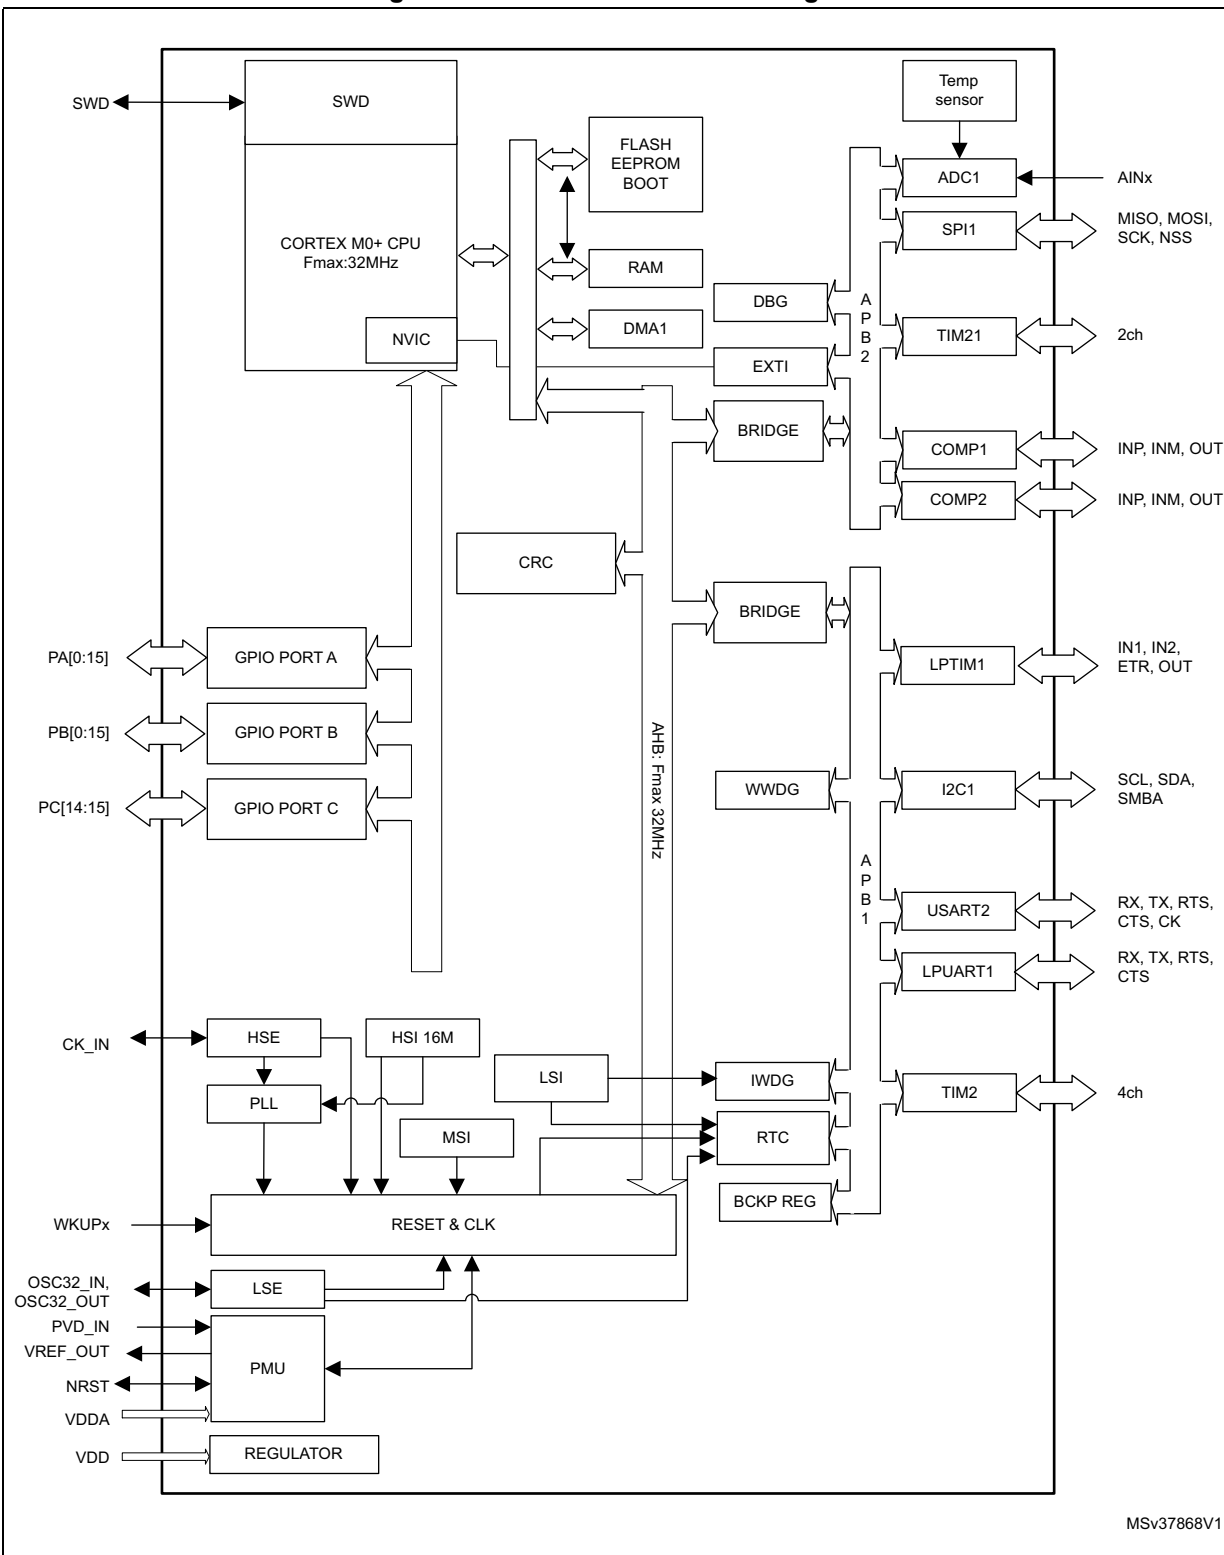 SWD
SWD
CORTEX M0+ CPU
Fmax:32MHz
NVIC
FLASH
EEPROM
BOOT
RAM
DMA1
Temp
sensor
ADC1
AINx
SPI1
MISO, MOSI,
SCK, NSS
DBG
EXTI
A
P
B
2
TIM21
2ch
BRIDGE
COMP1
INP, INM, OUT
COMP2
INP, INM, OUT
CRC
BRIDGE
PA[0:15]
GPIO PORT A
PB[0:15]
GPIO PORT B
PC[14:15]
GPIO PORT C
AHB: Fmax 32MHz
LPTIM1
IN1, IN2,
ETR, OUT
WWDG
I2C1
SCL, SDA,
SMBA
A
P
B
1
USART2
RX, TX, RTS,
CTS, CK
LPUART1
RX, TX, RTS,
CTS
CK_IN
HSE
HSI 16M
PLL
LSI
IWDG
TIM2
4ch
MSI
RTC
BCKP REG
WKUPx
RESET & CLK
OSC32_IN,
OSC32_OUT
LSE
PVD_IN
VREF_OUT
PMU
NRST
VDDA
VDD
REGULATOR
MSv37868V1